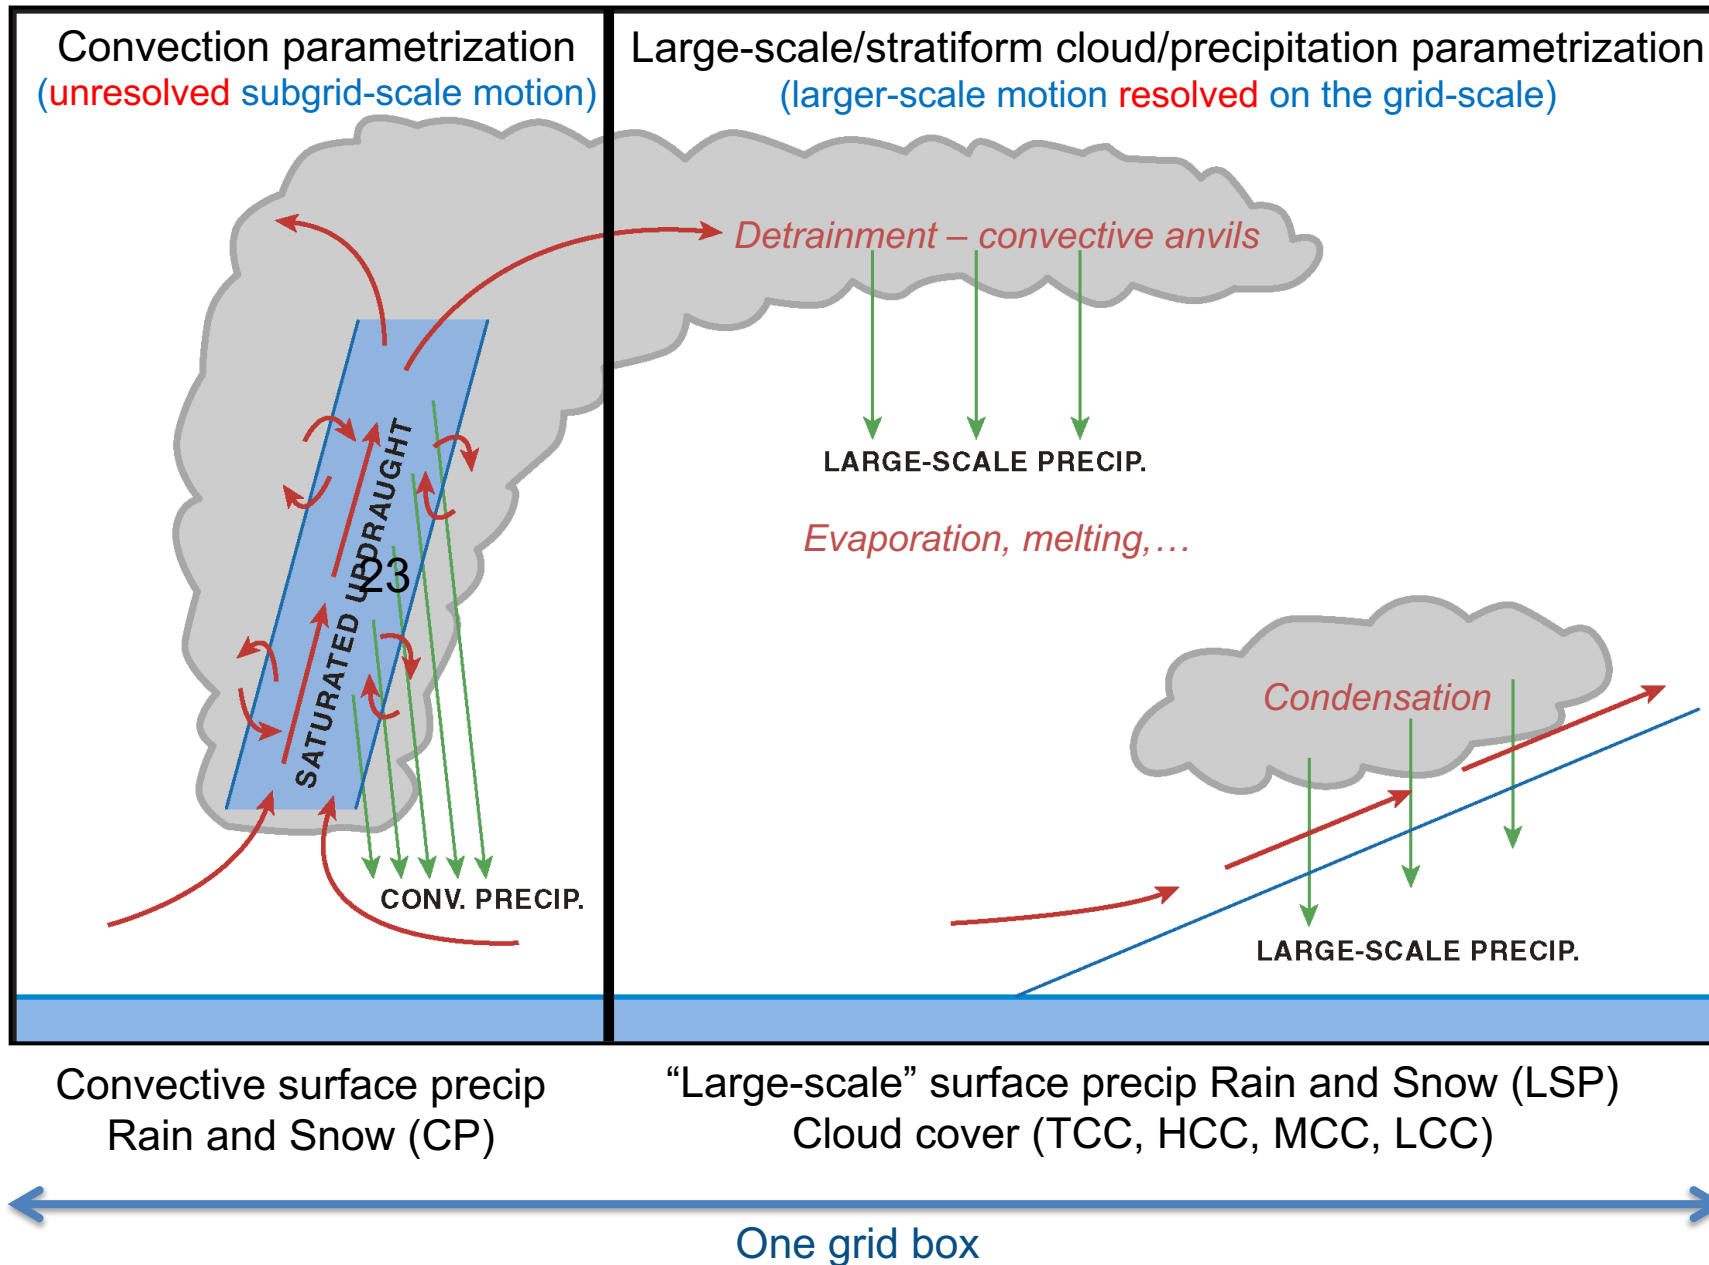 Convection parametrization
(unresolved subgrid-scale motion)
Large-scale/stratiform cloud/precipitation parametrization
(larger-scale motion resolved on the grid-scale)
Detrainment – convective anvils
LARGE-SCALE PRECIP.
Evaporation, melting,…
SATURATED UPDRAUGHT
23
CONV. PRECIP.
Condensation
LARGE-SCALE PRECIP.
Convective surface precip
Rain and Snow (CP)
“Large-scale” surface precip Rain and Snow (LSP)
Cloud cover (TCC, HCC, MCC, LCC)
One grid box